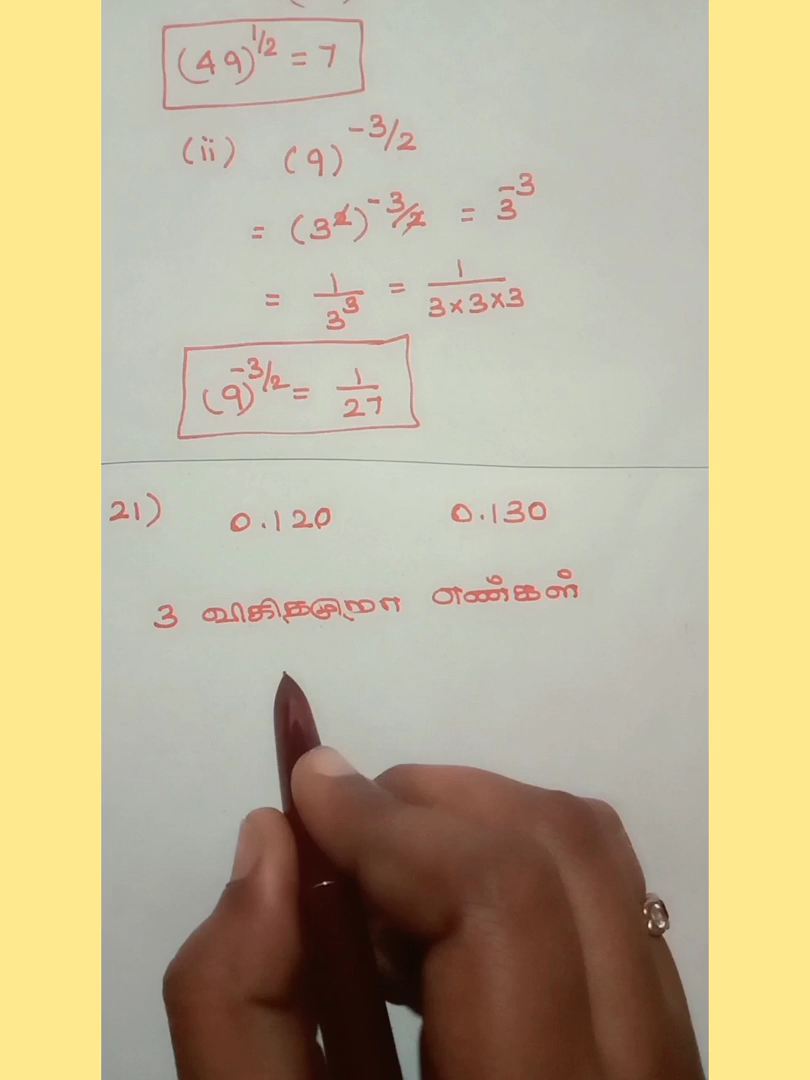 (49)^1/2 = 7
(ii) (9)^-3/2
= (3^2)^-3/2 = 3^-3
= 1/3^3 = 1/3×3×3
(9)^-3/2 = 1/27
21) 0.120 0.130
3 விகிதமுறா எண்கள்